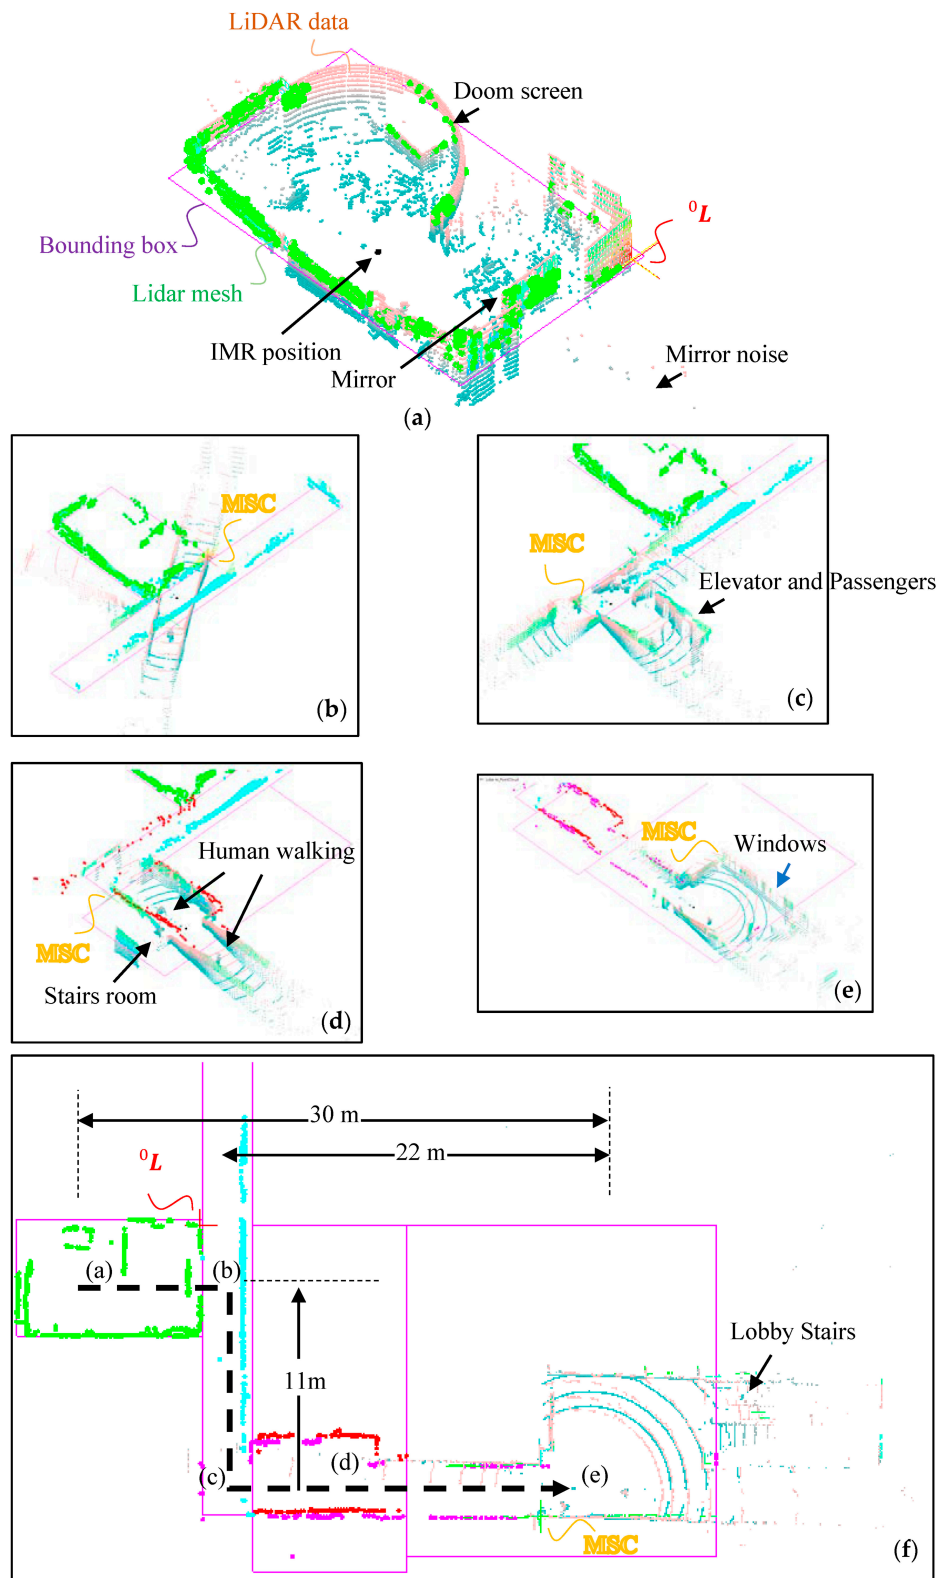 LiDAR data
Doom screen
⁰L
Bounding box
Lidar mesh
IMR position
Mirror
Mirror noise
(a)
MSC
(b)
MSC
Elevator and Passengers
(c)
Human walking
MSC
Stairs room
(d)
MSC
Windows
(e)
30 m
22 m
⁰L
(a)
(b)
11m
Lobby Stairs
(c)
(d)
(e)
MSC
(f)